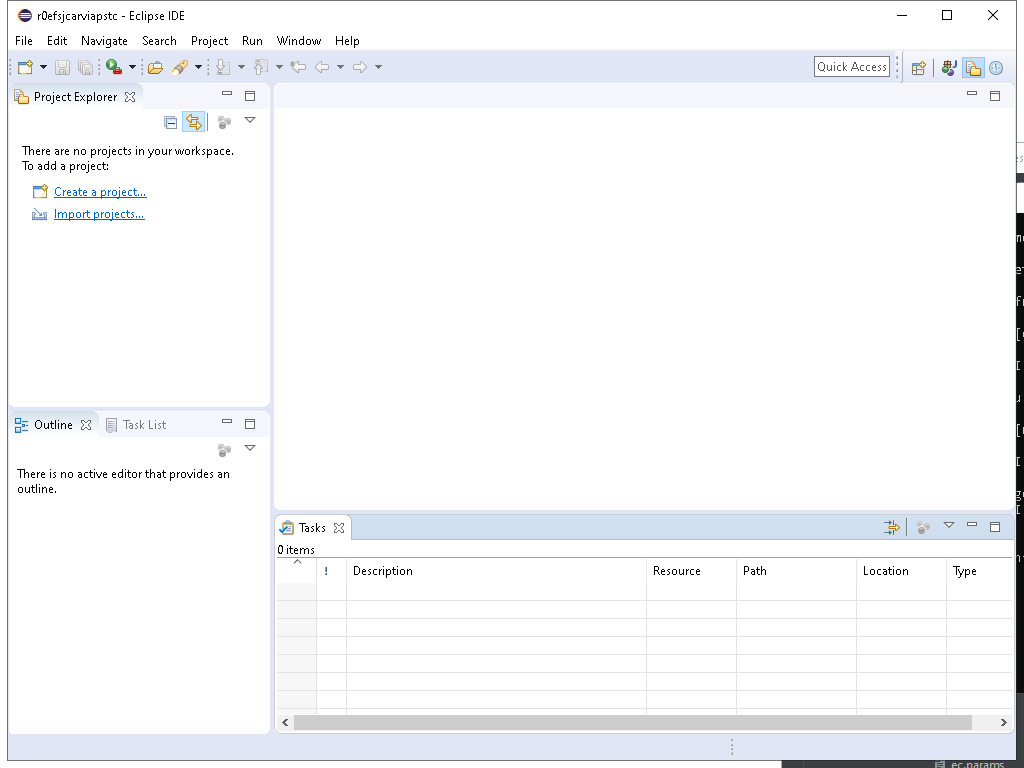 r0efsjcarviapstc - Eclipse IDE
File Edit Navigate Search Project Run Window Help
Quick Access
Project Explorer
There are no projects in your workspace.
To add a project:
Create a project...
Import projects...
Outline Task List
There is no active editor that provides an
outline.
Tasks
0 items
! Description Resource Path Location Type
ec.params